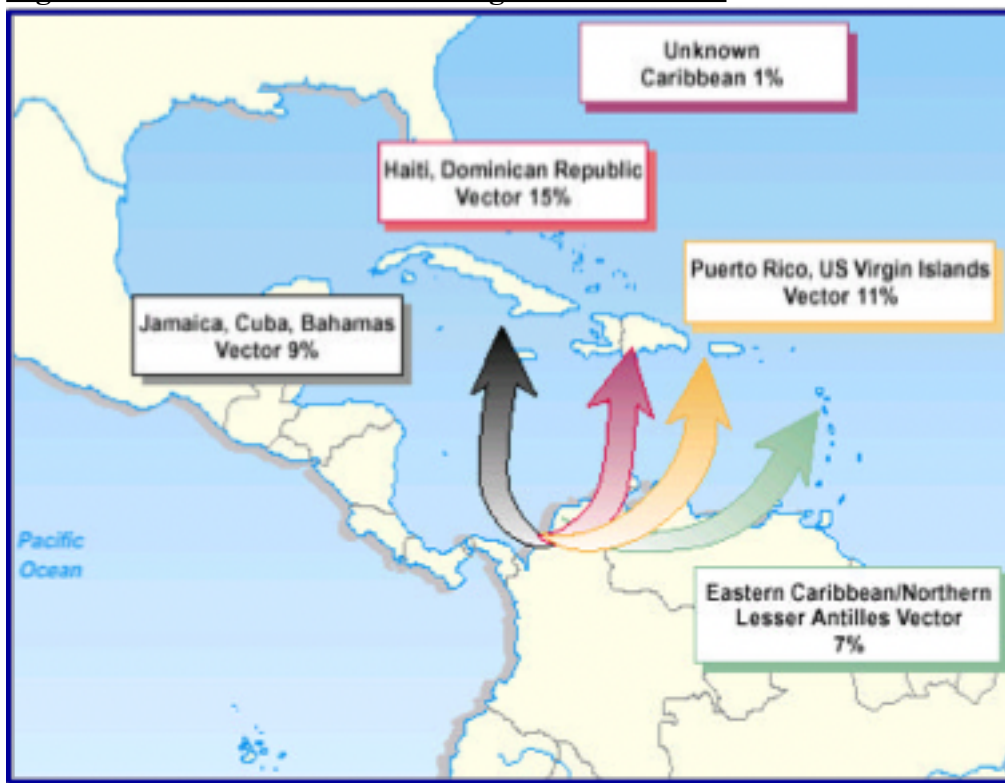 Unknown
Caribbean 1%
Haiti, Dominican Republic
Vector 15%
Puerto Rico, US Virgin Islands
Vector 11%
Jamaica, Cuba, Bahamas
Vector 9%
Pacific
Ocean
Eastern Caribbean/Northern
Lesser Antilles Vector
7%